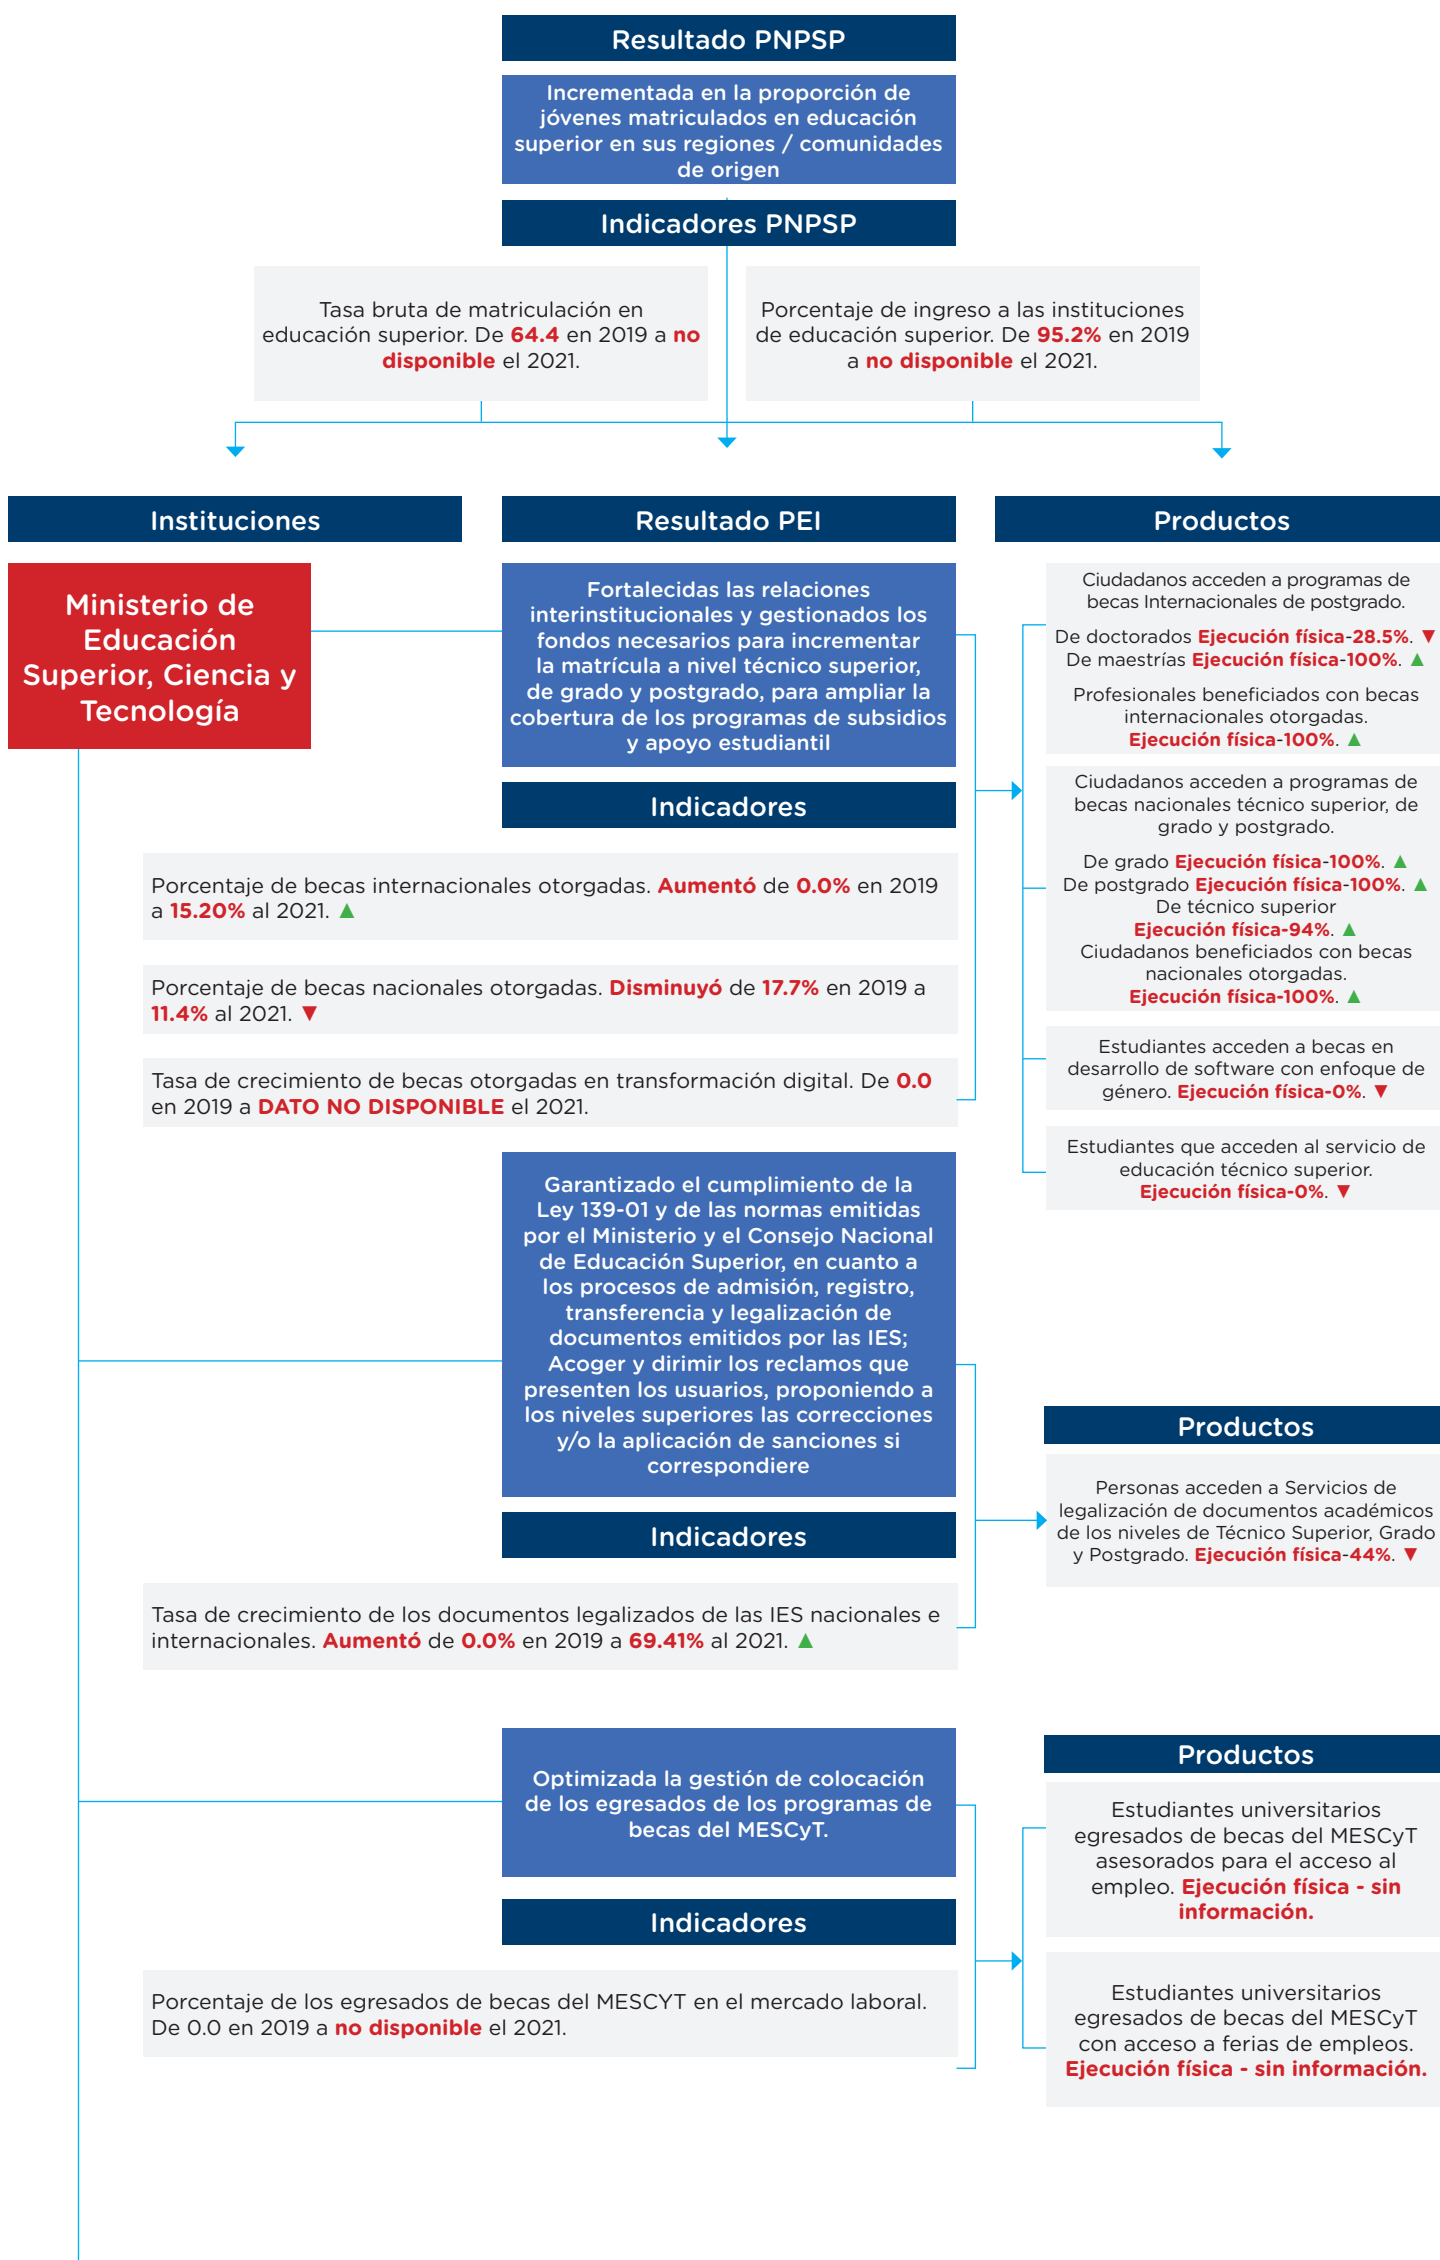 Resultado PNPSP
Incrementada en la proporción de
jóvenes matriculados en educación
superior en sus regiones / comunidades
de origen
Indicadores PNPSP
Tasa bruta de matriculación en
educación superior. De 64.4 en 2019 a no
disponible el 2021.
Porcentaje de ingreso a las instituciones
de educación superior. De 95.2% en 2019
a no disponible el 2021.
Instituciones
Resultado PEI
Productos
Ministerio de
Educación
Superior, Ciencia y
Tecnología
Fortalecidas las relaciones
interinstitucionales y gestionados los
fondos necesarios para incrementar
la matrícula a nivel técnico superior,
de grado y postgrado, para ampliar la
cobertura de los programas de subsidios
y apoyo estudiantil
Indicadores
Porcentaje de becas internacionales otorgadas. Aumentó de 0.0% en 2019
a 15.20% al 2021. ▲
Porcentaje de becas nacionales otorgadas. Disminuyó de 17.7% en 2019 a
11.4% al 2021. ▼
Tasa de crecimiento de becas otorgadas en transformación digital. De 0.0
en 2019 a DATO NO DISPONIBLE el 2021.
Ciudadanos acceden a programas de
becas Internacionales de postgrado.
De doctorados Ejecución física-28.5%. ▼
De maestrías Ejecución física-100%. ▲
Profesionales beneficiados con becas
internacionales otorgadas.
Ejecución física-100%. ▲
Ciudadanos acceden a programas de
becas nacionales técnico superior, de
grado y postgrado.
De grado Ejecución física-100%. ▲
De postgrado Ejecución física-100%. ▲
De técnico superior
Ejecución física-94%. ▲
Ciudadanos beneficiados con becas
nacionales otorgadas.
Ejecución física-100%. ▲
Estudiantes acceden a becas en
desarrollo de software con enfoque de
género. Ejecución física-0%. ▼
Estudiantes que acceden al servicio de
educación técnico superior.
Ejecución física-0%. ▼
Garantizado el cumplimiento de la
Ley 139-01 y de las normas emitidas
por el Ministerio y el Consejo Nacional
de Educación Superior, en cuanto a
los procesos de admisión, registro,
transferencia y legalización de
documentos emitidos por las IES;
Acoger y dirimir los reclamos que
presenten los usuarios, proponiendo a
los niveles superiores las correcciones
y/o la aplicación de sanciones si
correspondiere
Indicadores
Tasa de crecimiento de los documentos legalizados de las IES nacionales e
internacionales. Aumentó de 0.0% en 2019 a 69.41% al 2021. ▲
Productos
Personas acceden a Servicios de
legalización de documentos académicos
de los niveles de Técnico Superior, Grado
y Postgrado. Ejecución física-44%. ▼
Optimizada la gestión de colocación
de los egresados de los programas de
becas del MESCyT.
Indicadores
Porcentaje de los egresados de becas del MESCYT en el mercado laboral.
De 0.0 en 2019 a no disponible el 2021.
Productos
Estudiantes universitarios
egresados de becas del MESCyT
asesorados para el acceso al
empleo. Ejecución física - sin
información.
Estudiantes universitarios
egresados de becas del MESCyT
con acceso a ferias de empleos.
Ejecución física - sin información.